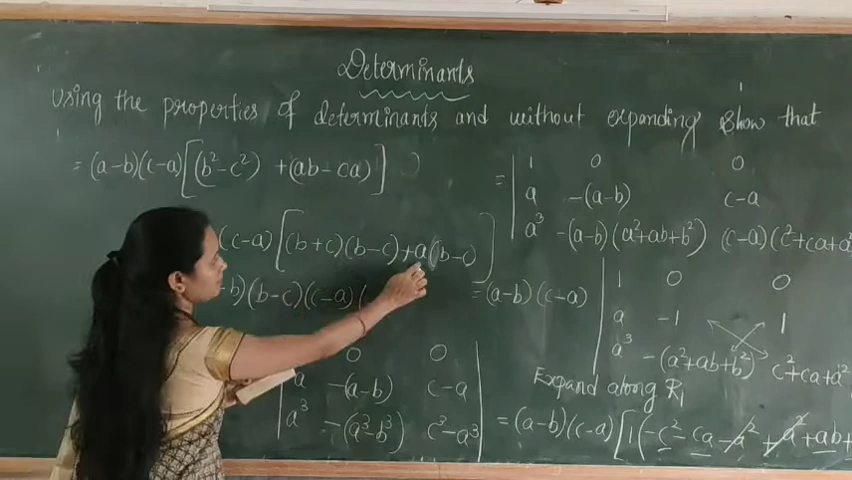 Determinants
Using the properties of determinants and without expanding show that
= (a-b)(c-a)[(b²-c²) +(ab-ca)]
(c-a)[(b+c)(b-c)+a(b-c)]
-b)(b-c)(c-a)(
0 0
a -(a-b) c-a
a³ -(a³-b³) c³-a³
= | 1 0 0
a -(a-b) c-a
a³ -(a-b)(a²+ab+b²) (c-a)(c²+ca+a²
= (a-b)(c-a) | 1 0 0
a -1 1
a³ -(a²+ab+b²) c²+ca+a²
Expand along R₁
= (a-b)(c-a)[1(-c²-ca-a²+a²+ab+